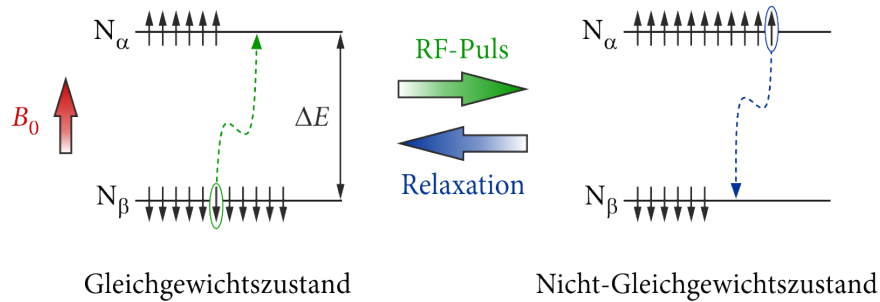 Nα
Nα
RF-Puls
B0
ΔE
Relaxation
Nβ
Nβ
Gleichgewichtszustand
Nicht-Gleichgewichtszustand